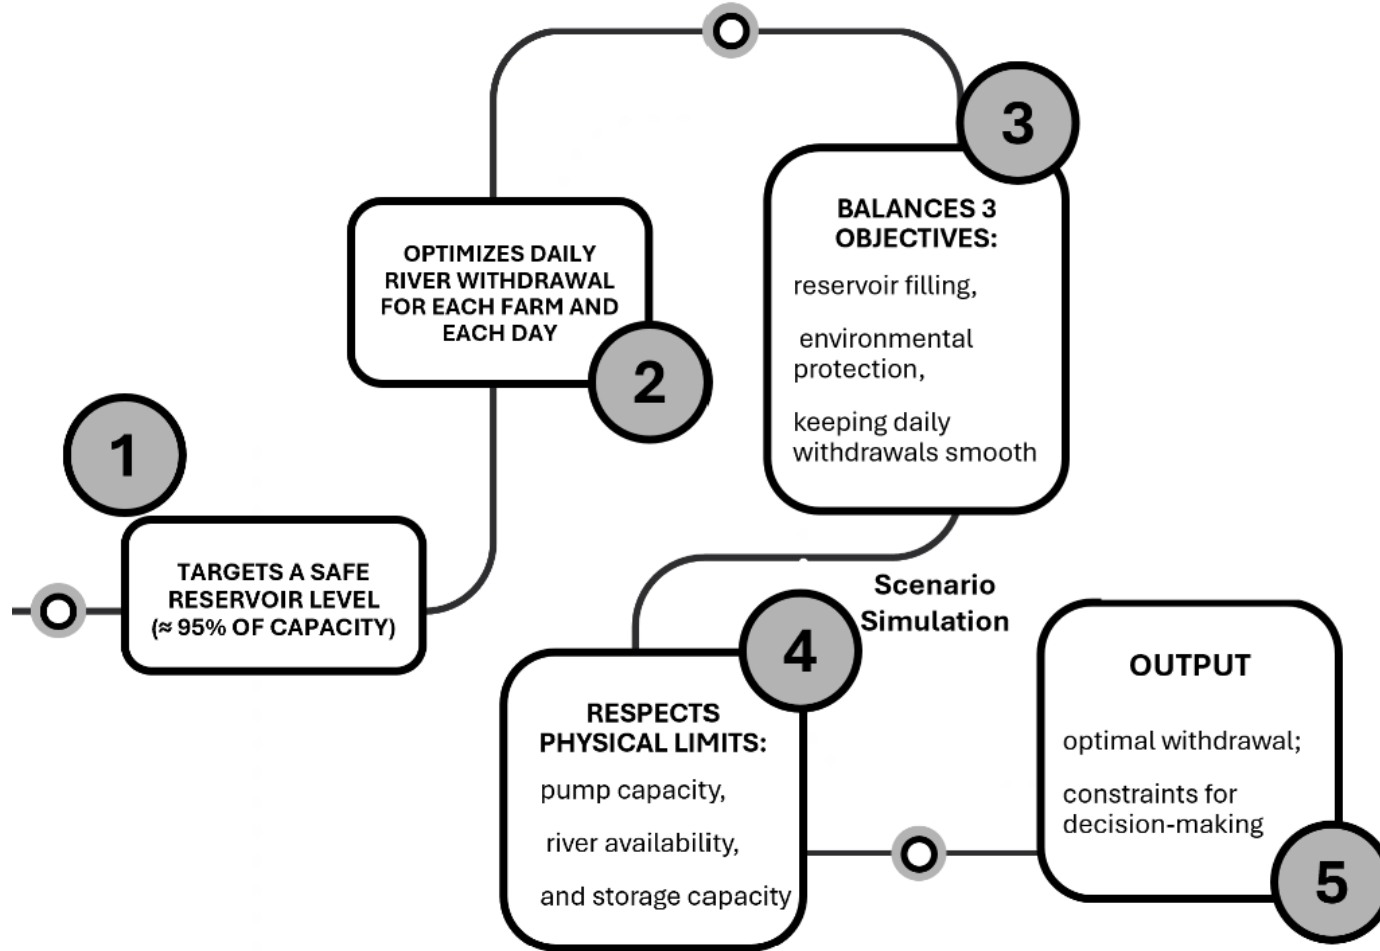 1
TARGETS A SAFE
RESERVOIR LEVEL
(≈ 95% OF CAPACITY)
OPTIMIZES DAILY
RIVER WITHDRAWAL
FOR EACH FARM AND
EACH DAY
2
3
BALANCES 3
OBJECTIVES:
reservoir filling,
environmental
protection,
keeping daily
withdrawals smooth
Scenario
Simulation
4
RESPECTS
PHYSICAL LIMITS:
pump capacity,
river availability,
and storage capacity
OUTPUT
optimal withdrawal;
constraints for
decision-making
5